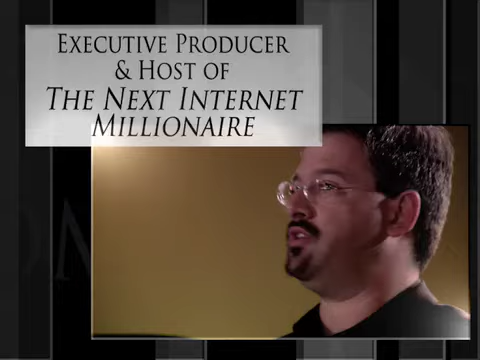 Executive Producer
& Host of
The Next Internet
Millionaire